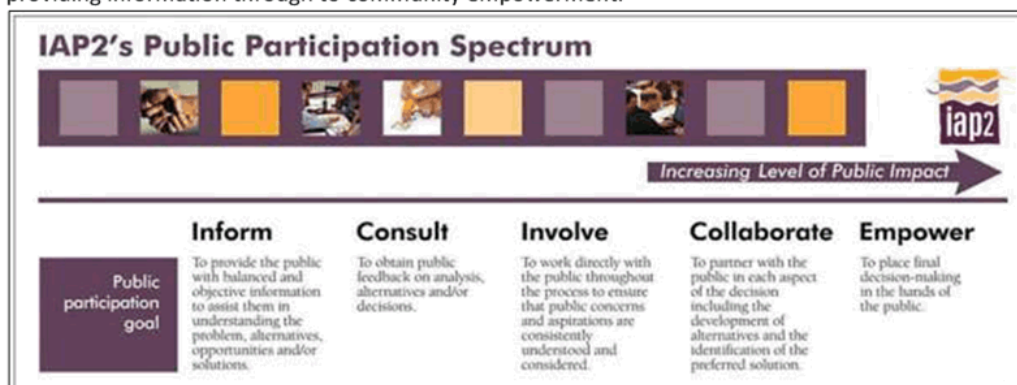 providing information through to community empowerment.
IAP2's Public Participation Spectrum
iap2
Increasing Level of Public Impact
Public
participation
goal
Inform
To provide the public
with balanced and
objective information
to assist them in
understanding the
problem, alternatives,
opportunities and/or
solutions.
Consult
To obtain public
feedback on analysis,
alternatives and/or
decisions.
Involve
To work directly with
the public throughout
the process to ensure
that public concerns
and aspirations are
consistently
understood and
considered.
Collaborate
To partner with the
public in each aspect
of the decision
including the
development of
alternatives and the
identification of the
preferred solution.
Empower
To place final
decision-making
in the hands of
the public.